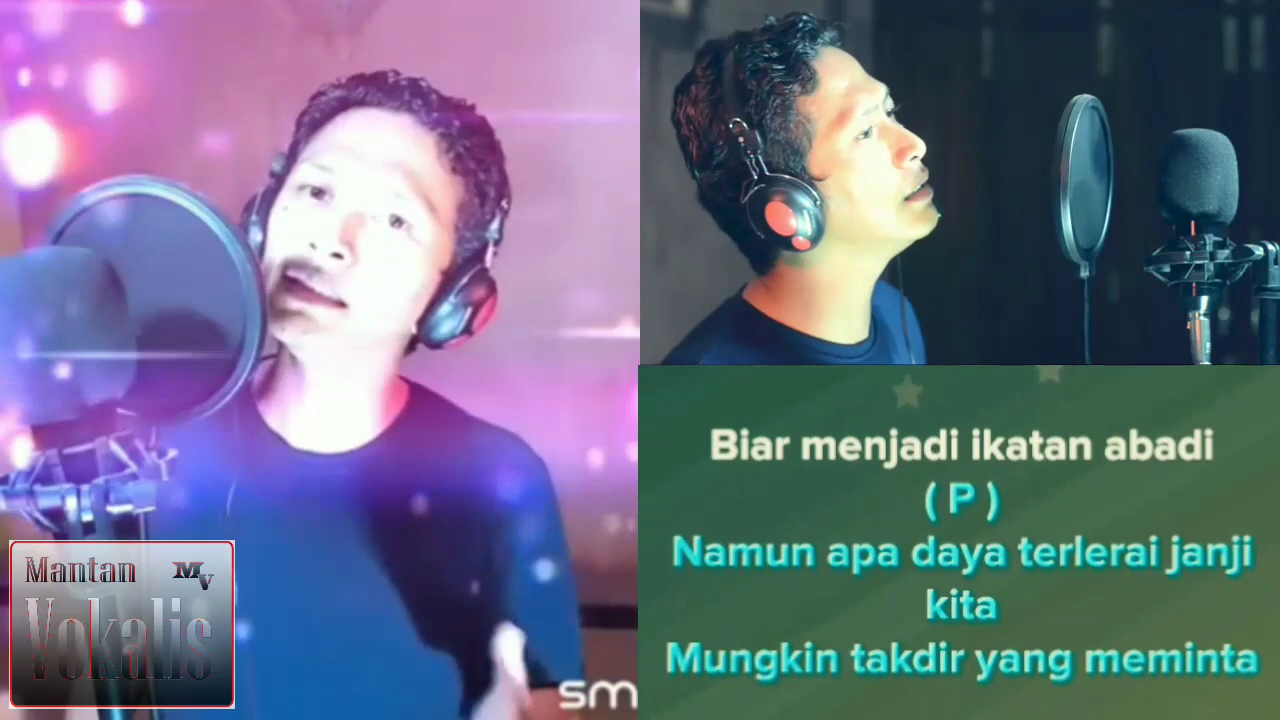 Biar menjadi ikatan abadi
( P )
Namun apa daya terlerai janji
kita
Mungkin takdir yang meminta
Mantan MV
Vokalis
sm